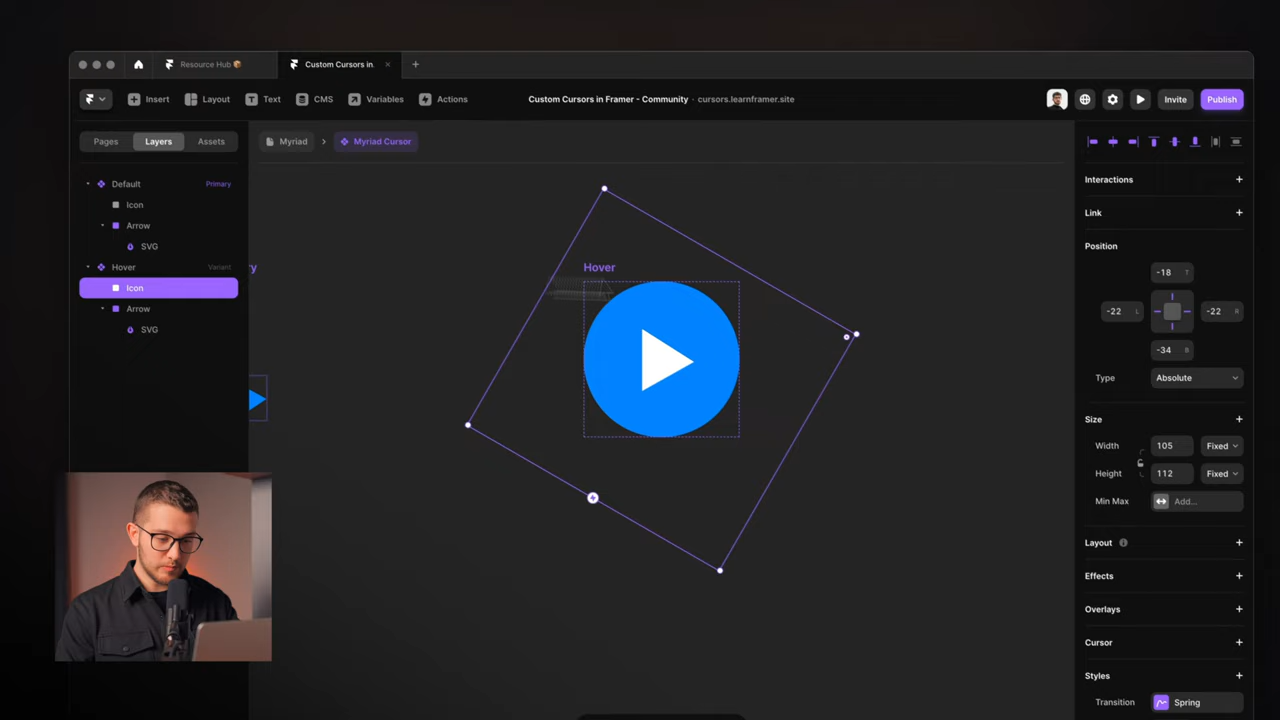 Resource Hub
Custom Cursors in
Insert
Layout
Text
CMS
Variables
Actions
Custom Cursors in Framer - Community · cursors.learnframer.site
Invite
Publish
Pages
Layers
Assets
Myriad
Myriad Cursor
Default
Primary
Icon
Arrow
SVG
Hover
Variant
Icon
Arrow
SVG
ry
Hover
Interactions
Link
Position
-18 T
-22 L
-22 R
-34 B
Type
Absolute
Size
Width 105 Fixed
Height 112 Fixed
Min Max Add...
Layout
Effects
Overlays
Cursor
Styles
Transition Spring